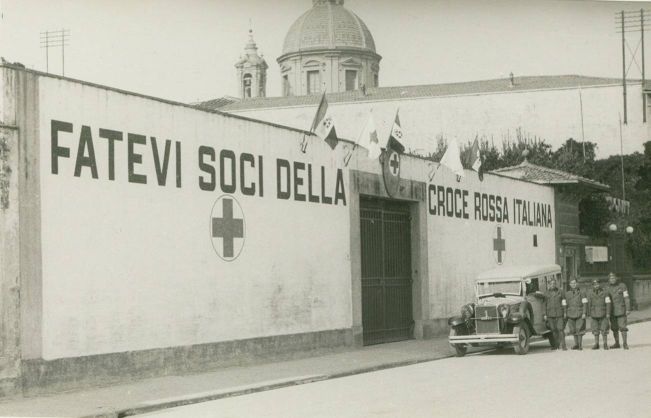 FATEVI SOCI DELLA
CROCE ROSSA ITALIANA